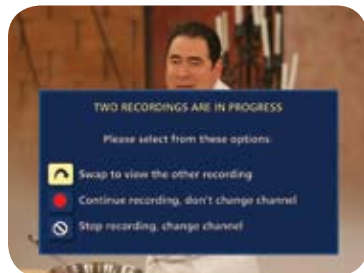 TWO RECORDINGS ARE IN PROGRESS
Please select from these options:
Swap to view the other recording
Continue recording, don't change channel
Stop recording, change channel